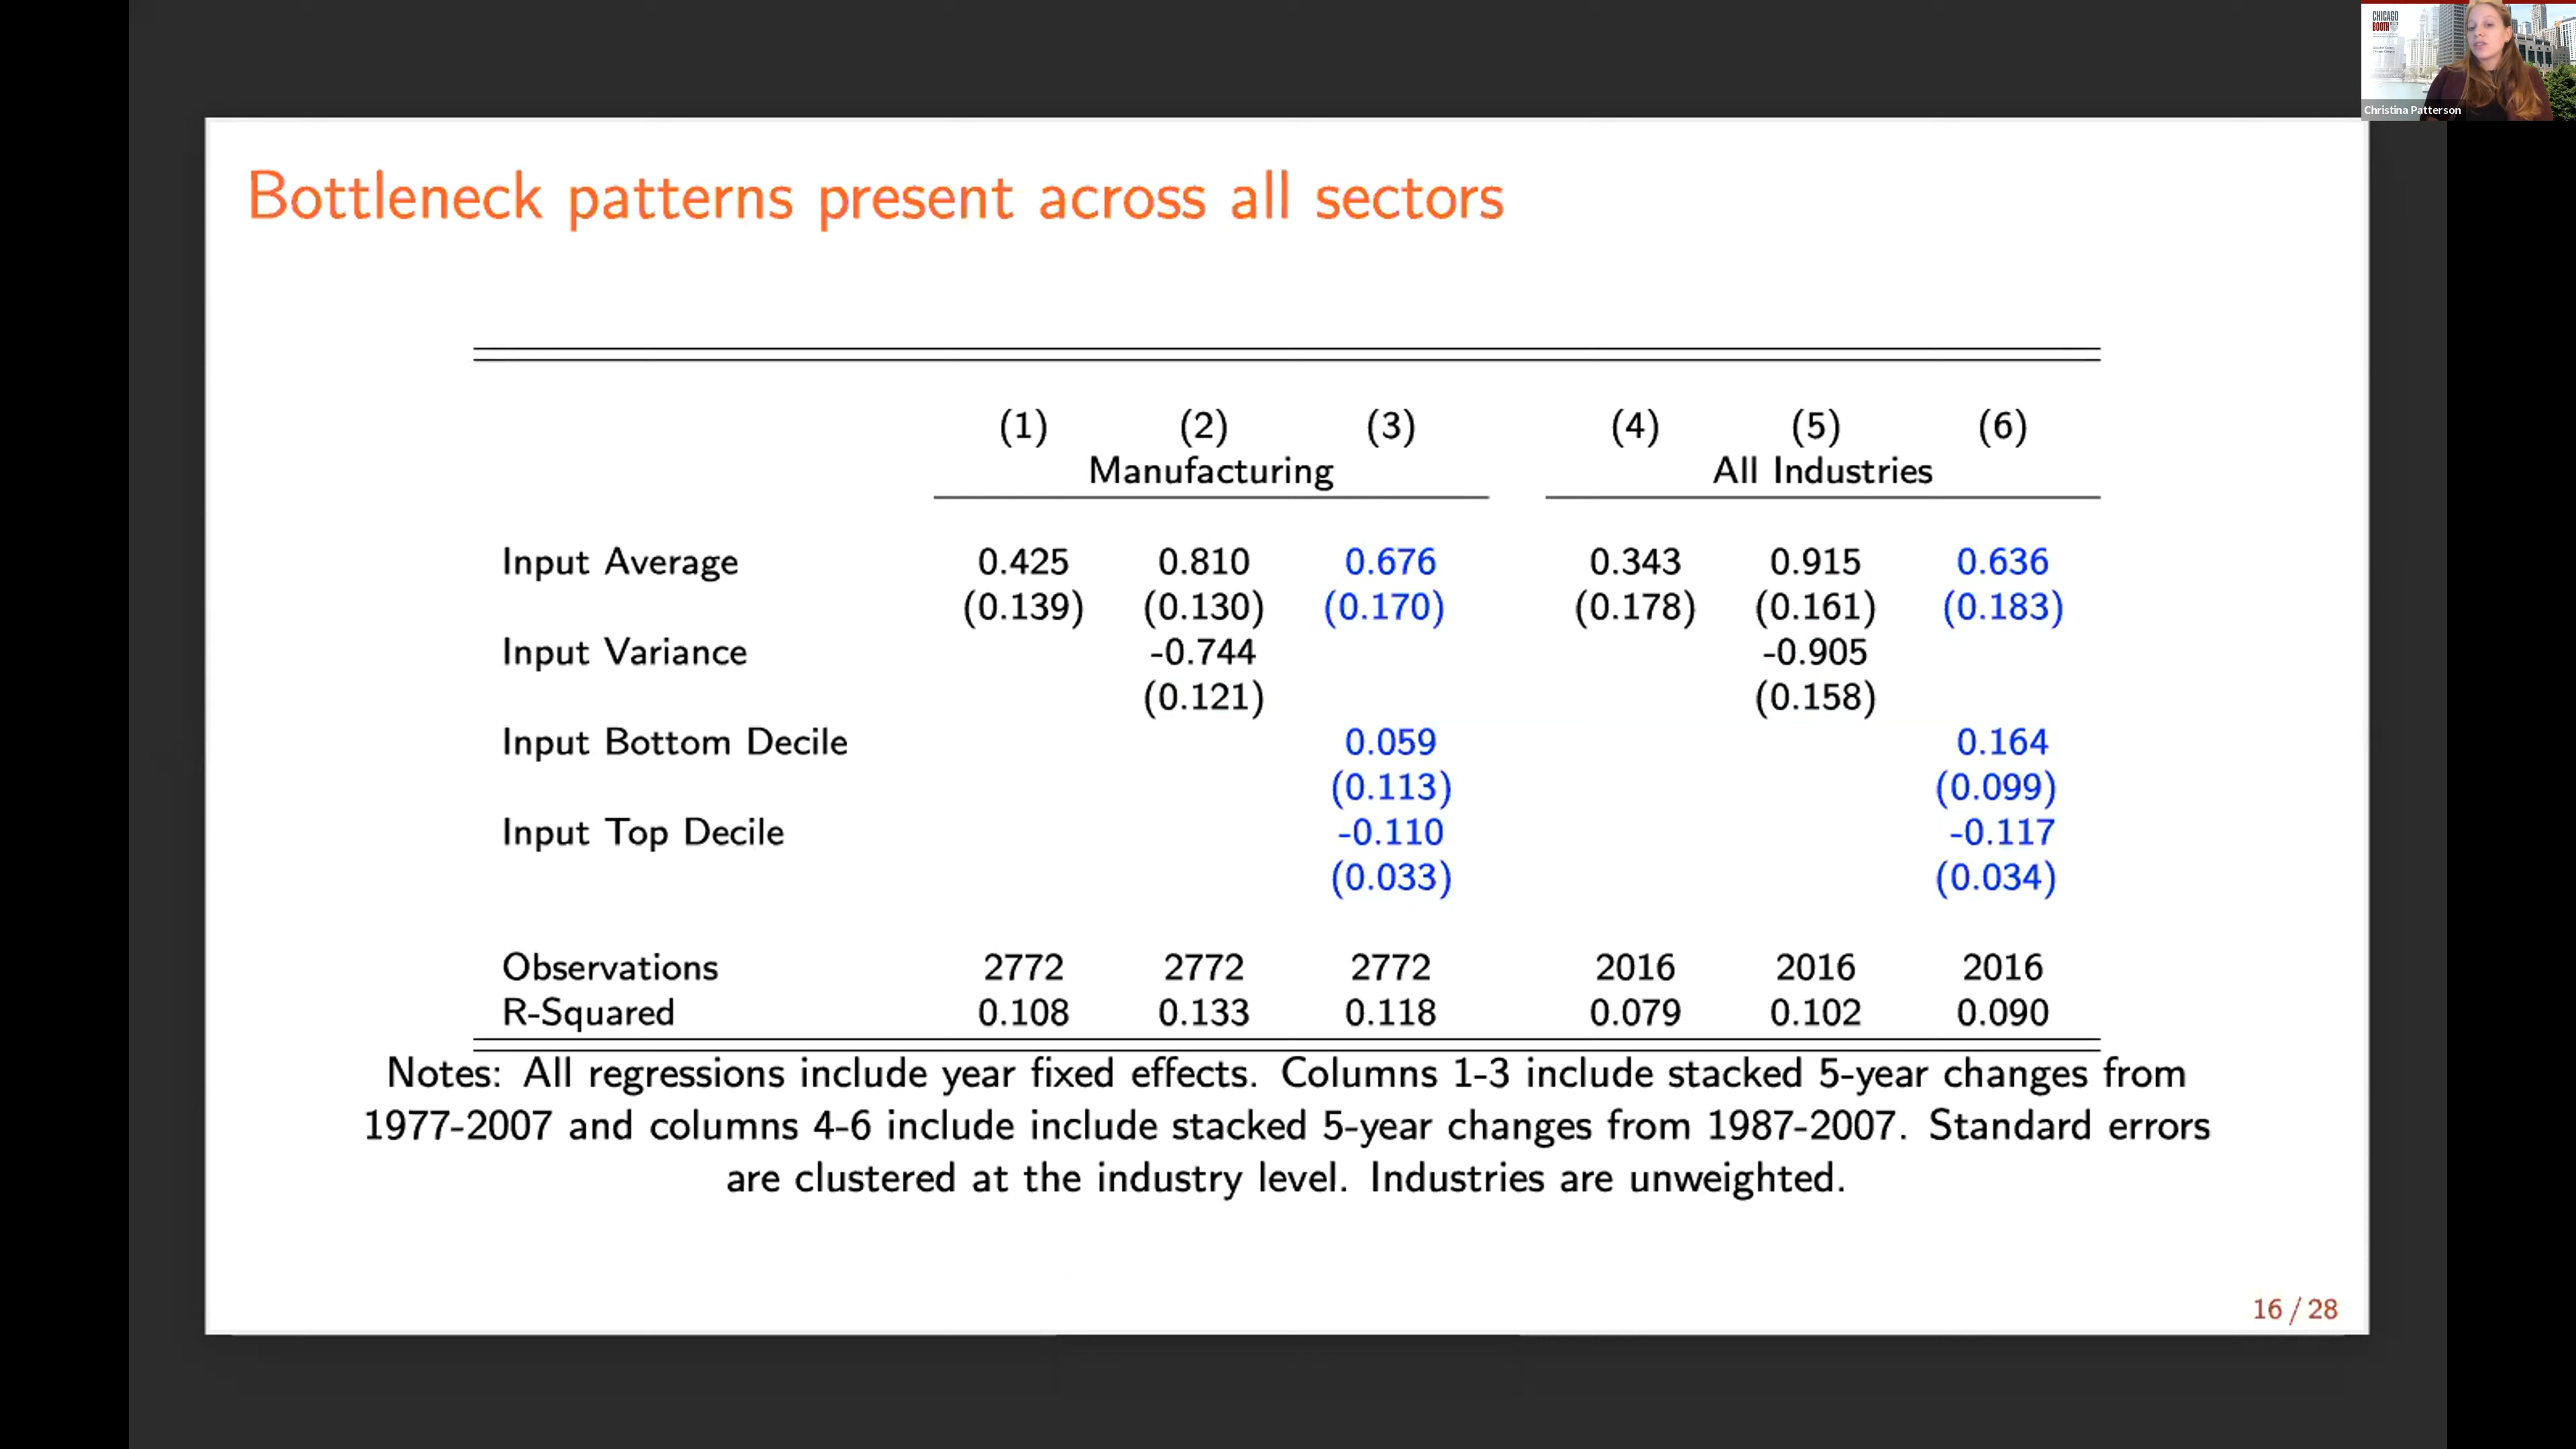 CHICAGO
BOOTH
Christina Patterson
Bottleneck patterns present across all sectors
(1) (2) (3) (4) (5) (6)
Manufacturing All Industries
Input Average 0.425 0.810 0.676 0.343 0.915 0.636
(0.139) (0.130) (0.170) (0.178) (0.161) (0.183)
Input Variance -0.744 -0.905
(0.121) (0.158)
Input Bottom Decile 0.059 0.164
(0.113) (0.099)
Input Top Decile -0.110 -0.117
(0.033) (0.034)
Observations 2772 2772 2772 2016 2016 2016
R-Squared 0.108 0.133 0.118 0.079 0.102 0.090
Notes: All regressions include year fixed effects. Columns 1-3 include stacked 5-year changes from
1977-2007 and columns 4-6 include include stacked 5-year changes from 1987-2007. Standard errors
are clustered at the industry level. Industries are unweighted.
16 / 28